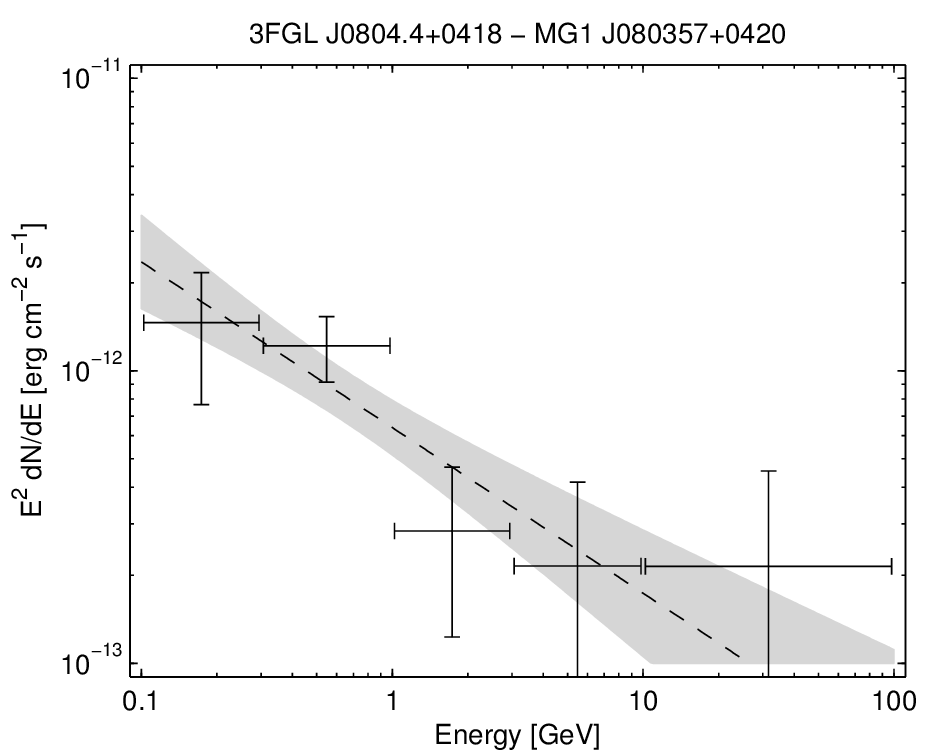 3FGL J0804.4+0418 − MG1 J080357+0420
10⁻¹¹
10⁻¹²
10⁻¹³
E² dN/dE [erg cm⁻² s⁻¹]
0.1 1 10 100
Energy [GeV]